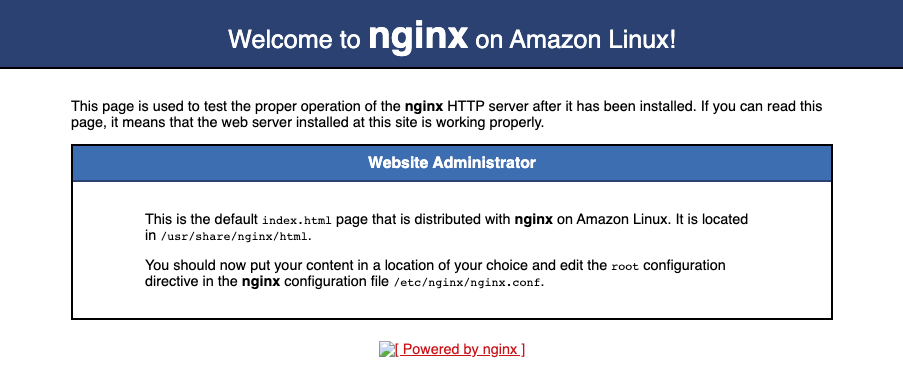 Welcome to nginx on Amazon Linux!
This page is used to test the proper operation of the nginx HTTP server after it has been installed. If you can read this
page, it means that the web server installed at this site is working properly.
Website Administrator
This is the default index.html page that is distributed with nginx on Amazon Linux. It is located
in /usr/share/nginx/html.
You should now put your content in a location of your choice and edit the root configuration
directive in the nginx configuration file /etc/nginx/nginx.conf.
[ Powered by nginx ]